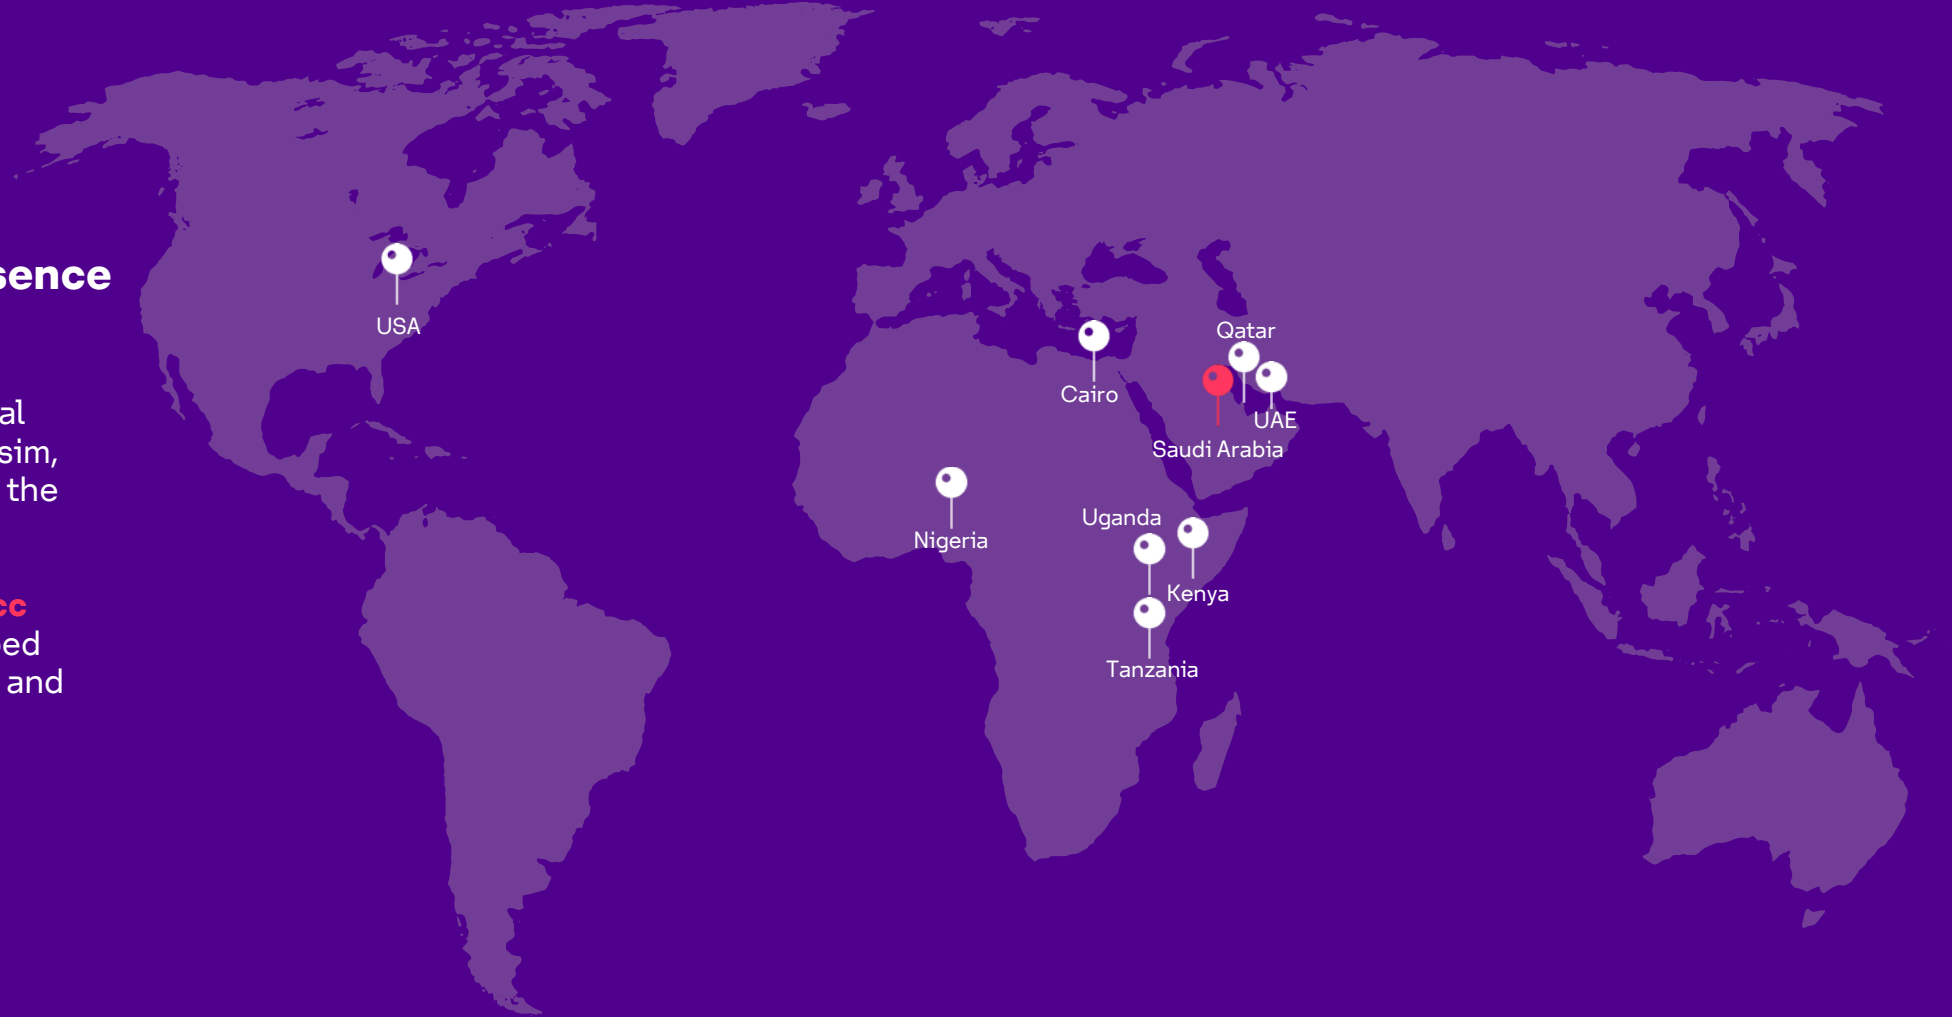 sence
al
sim,
the
cc
ed
and
USA
Cairo
Qatar
UAE
Saudi Arabia
Nigeria
Uganda
Kenya
Tanzania